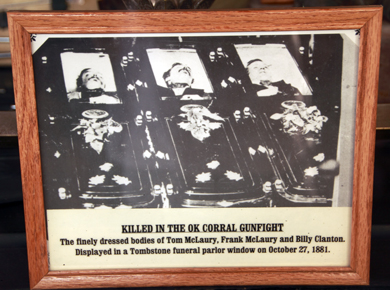 KILLED IN THE OK CORRAL GUNFIGHT
The finely dressed bodies of Tom McLaury, Frank McLaury and Billy Clanton.
Displayed in a Tombstone funeral parlor window on October 27, 1881.